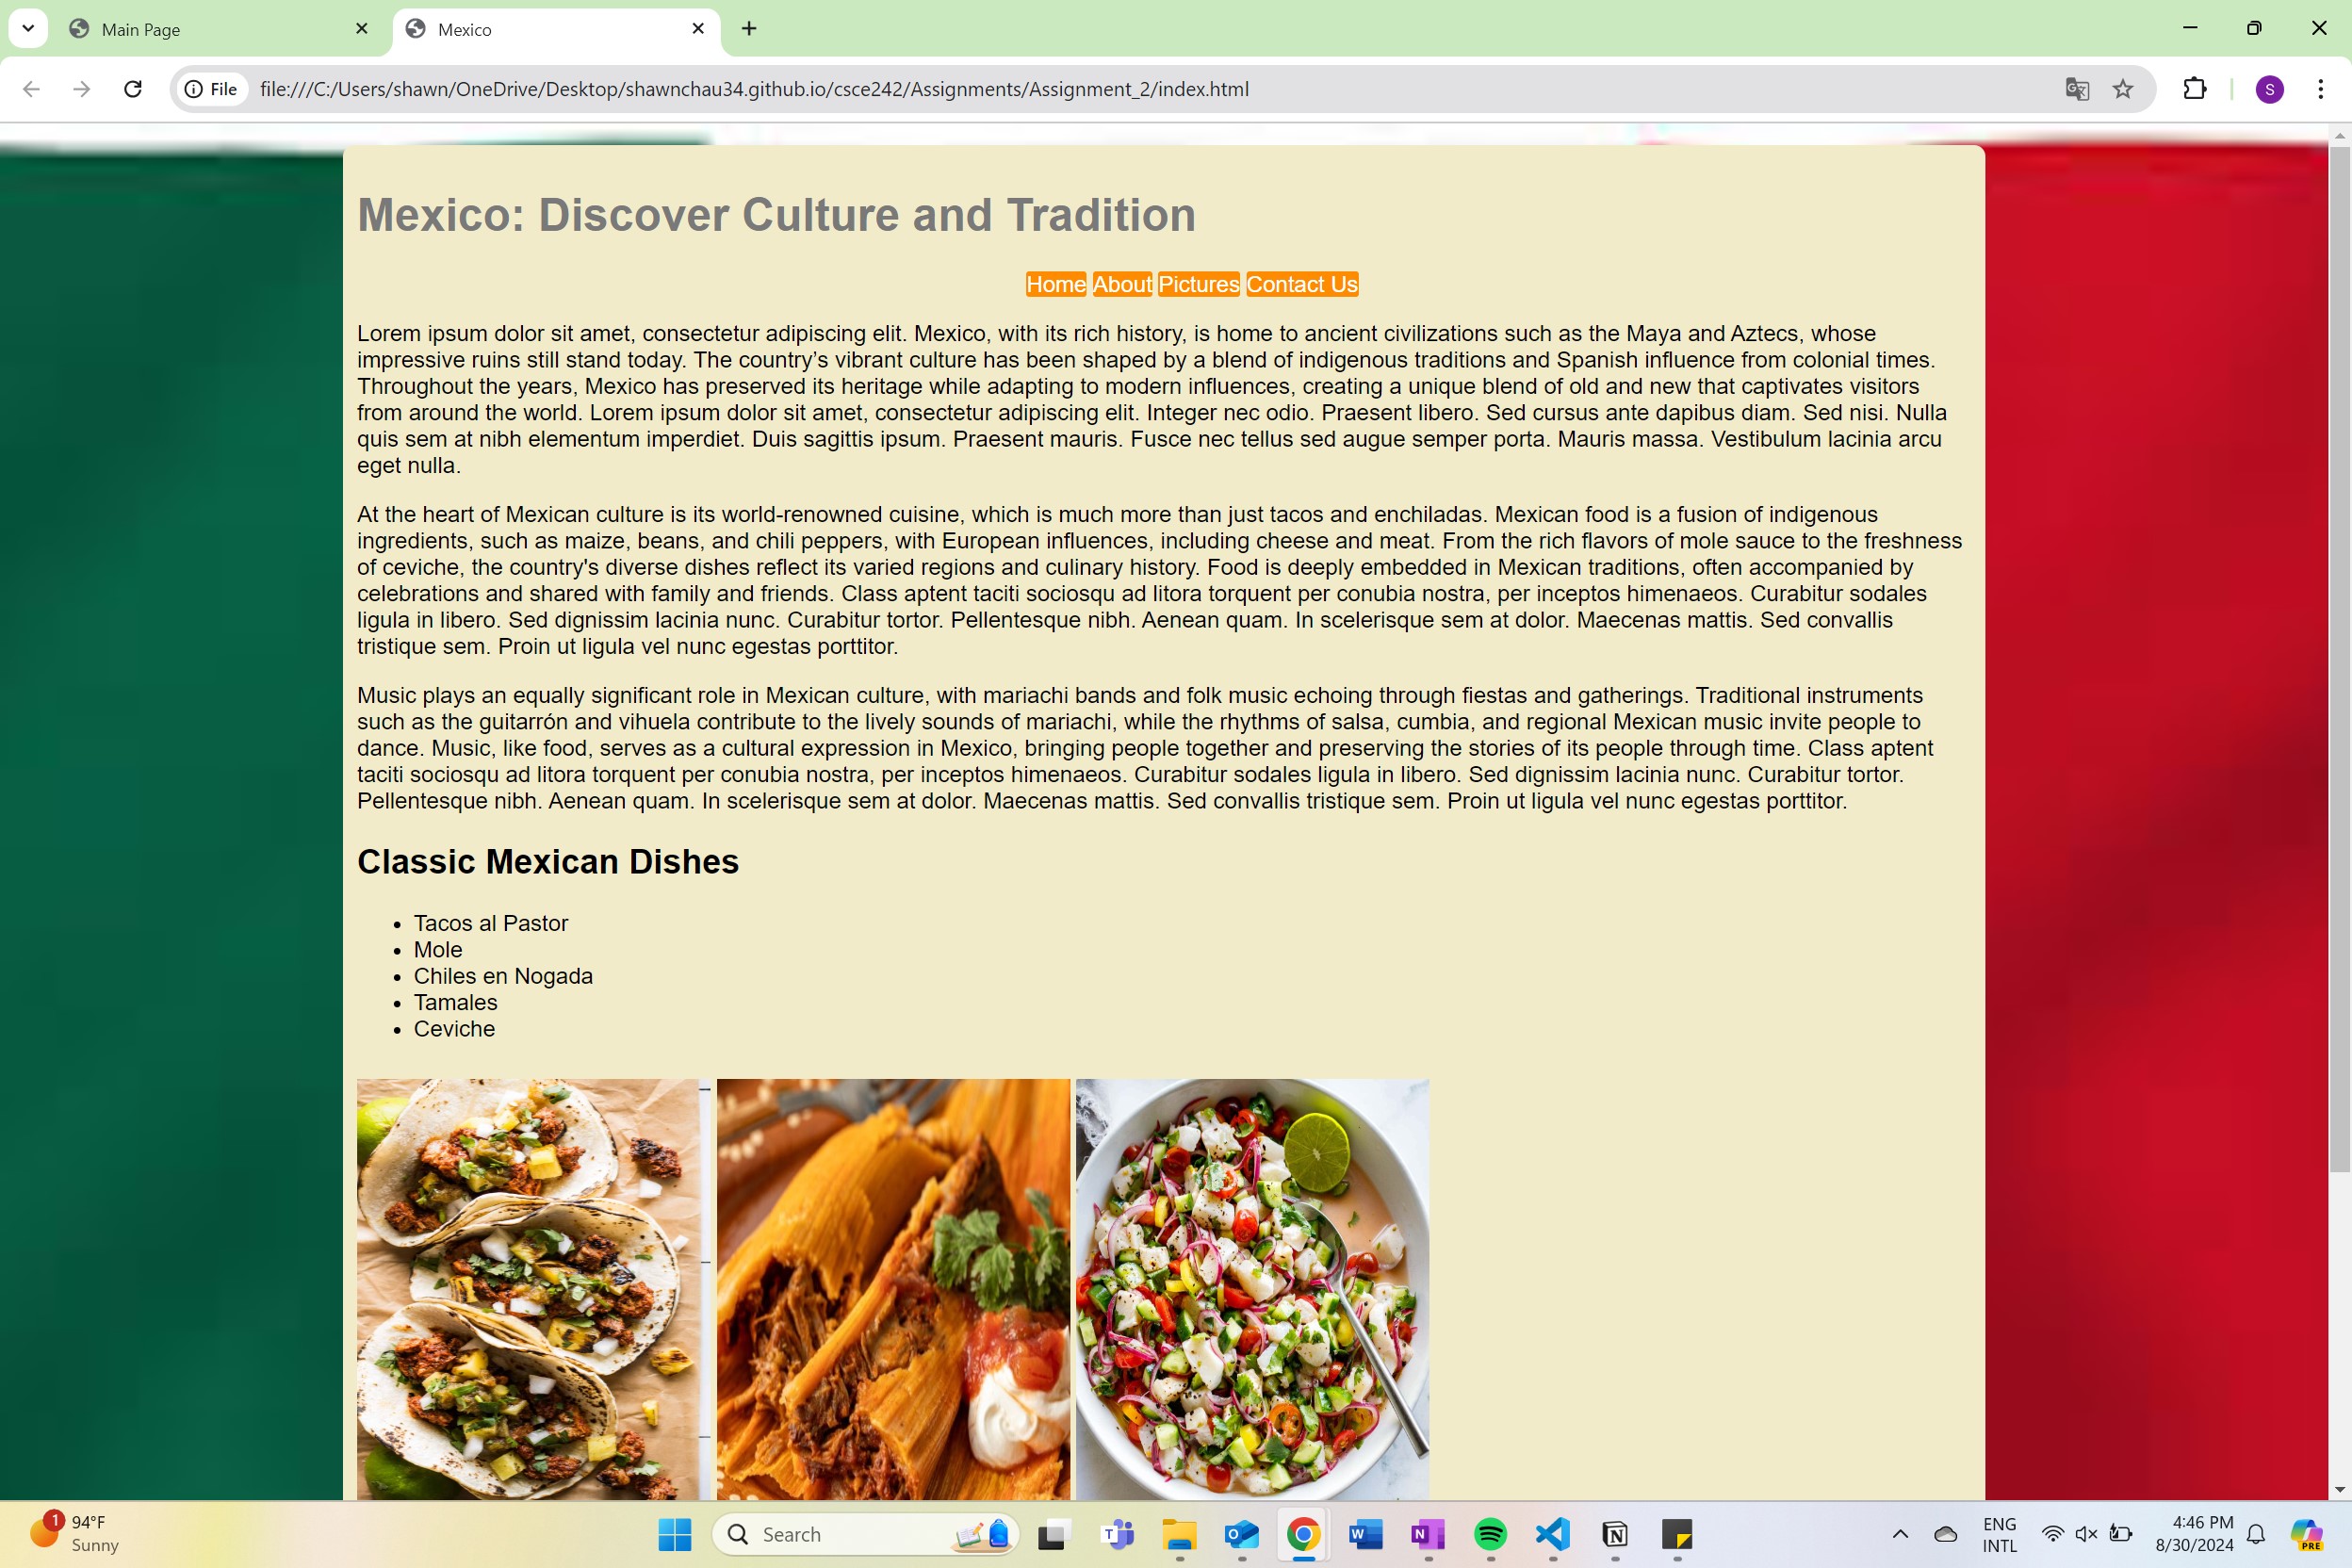 Main Page
Mexico
File
file:///C:/Users/shawn/OneDrive/Desktop/shawnchau34.github.io/csce242/Assignments/Assignment_2/index.html
S
Mexico: Discover Culture and Tradition
Home About Pictures Contact Us
Lorem ipsum dolor sit amet, consectetur adipiscing elit. Mexico, with its rich history, is home to ancient civilizations such as the Maya and Aztecs, whose
impressive ruins still stand today. The country’s vibrant culture has been shaped by a blend of indigenous traditions and Spanish influence from colonial times.
Throughout the years, Mexico has preserved its heritage while adapting to modern influences, creating a unique blend of old and new that captivates visitors
from around the world. Lorem ipsum dolor sit amet, consectetur adipiscing elit. Integer nec odio. Praesent libero. Sed cursus ante dapibus diam. Sed nisi. Nulla
quis sem at nibh elementum imperdiet. Duis sagittis ipsum. Praesent mauris. Fusce nec tellus sed augue semper porta. Mauris massa. Vestibulum lacinia arcu
eget nulla.
At the heart of Mexican culture is its world-renowned cuisine, which is much more than just tacos and enchiladas. Mexican food is a fusion of indigenous
ingredients, such as maize, beans, and chili peppers, with European influences, including cheese and meat. From the rich flavors of mole sauce to the freshness
of ceviche, the country's diverse dishes reflect its varied regions and culinary history. Food is deeply embedded in Mexican traditions, often accompanied by
celebrations and shared with family and friends. Class aptent taciti sociosqu ad litora torquent per conubia nostra, per inceptos himenaeos. Curabitur sodales
ligula in libero. Sed dignissim lacinia nunc. Curabitur tortor. Pellentesque nibh. Aenean quam. In scelerisque sem at dolor. Maecenas mattis. Sed convallis
tristique sem. Proin ut ligula vel nunc egestas porttitor.
Music plays an equally significant role in Mexican culture, with mariachi bands and folk music echoing through fiestas and gatherings. Traditional instruments
such as the guitarrón and vihuela contribute to the lively sounds of mariachi, while the rhythms of salsa, cumbia, and regional Mexican music invite people to
dance. Music, like food, serves as a cultural expression in Mexico, bringing people together and preserving the stories of its people through time. Class aptent
taciti sociosqu ad litora torquent per conubia nostra, per inceptos himenaeos. Curabitur sodales ligula in libero. Sed dignissim lacinia nunc. Curabitur tortor.
Pellentesque nibh. Aenean quam. In scelerisque sem at dolor. Maecenas mattis. Sed convallis tristique sem. Proin ut ligula vel nunc egestas porttitor.
Classic Mexican Dishes
Tacos al Pastor
Mole
Chiles en Nogada
Tamales
Ceviche
1
94°F
Sunny
Search
ENG
INTL
4:46 PM
8/30/2024
PRE